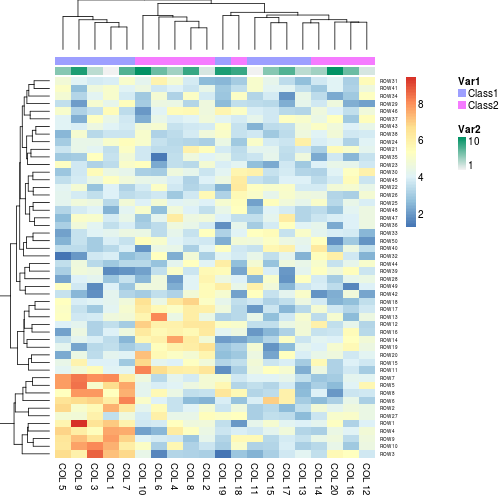 Var1
Class1
Class2
Var2
10
1
8
6
4
2
ROW31
ROW41
ROW34
ROW29
ROW46
ROW37
ROW43
ROW38
ROW24
ROW21
ROW35
ROW23
ROW30
ROW45
ROW22
ROW26
ROW25
ROW48
ROW47
ROW36
ROW33
ROW50
ROW40
ROW32
ROW44
ROW39
ROW28
ROW49
ROW42
ROW18
ROW17
ROW13
ROW12
ROW16
ROW14
ROW19
ROW20
ROW15
ROW11
ROW7
ROW5
ROW8
ROW6
ROW2
ROW27
ROW1
ROW4
ROW9
ROW10
ROW3
COL 5
COL 9
COL 3
COL 1
COL 7
COL 10
COL 6
COL 4
COL 8
COL 2
COL 19
COL 18
COL 11
COL 15
COL 17
COL 13
COL 14
COL 20
COL 16
COL 12